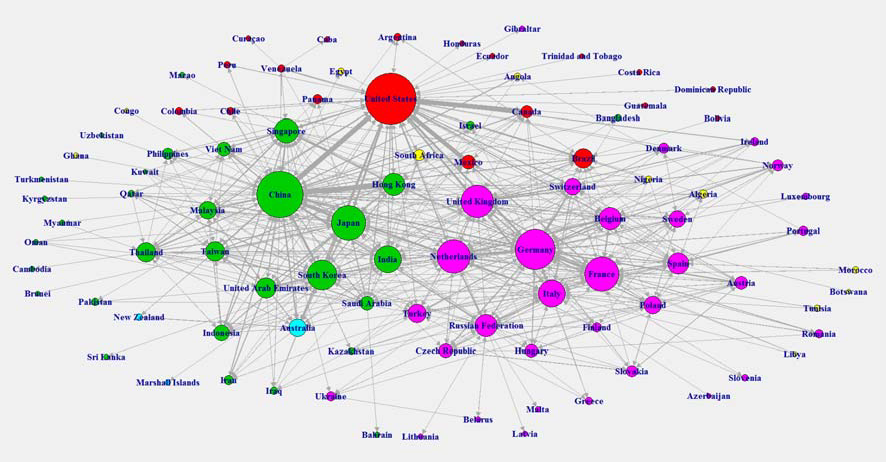 Gibraltar
Curaçao
Cuba
Argentina
Honduras
Ecuador
Trinidad and Tobago
Peru
Venezuela
Egypt
Macao
Angola
Costa Rica
Dominican Republic
United States
Panama
Congo
Colombia
Chile
Canada
Guatemala
Bangladesh
Bolivia
Israel
Singapore
Uzbekistan
Ireland
Viet Nam
Denmark
Philippines
Ghana
South Africa
Mexico
Brazil
Norway
Kuwait
Turkmenistan
Nigeria
Hong Kong
Switzerland
Qatar
China
Algeria
Kyrgyzstan
Luxembourg
United Kingdom
Malaysia
Belgium
Sweden
Myanmar
Japan
Portugal
Oman
Thailand
Taiwan
Germany
Netherlands
India
Spain
Cambodia
Morocco
South Korea
France
Austria
United Arab Emirates
Brunei
Botswana
Italy
Pakistan
Saudi Arabia
Poland
Tunisia
Turkey
New Zealand
Australia
Russian Federation
Finland
Indonesia
Romania
Kazakhstan
Czech Republic
Hungary
Libya
Sri Lanka
Slovakia
Iran
Marshall Islands
Slovenia
Iraq
Ukraine
Azerbaijan
Greece
Malta
Belarus
Bahrain
Lithuania
Latvia